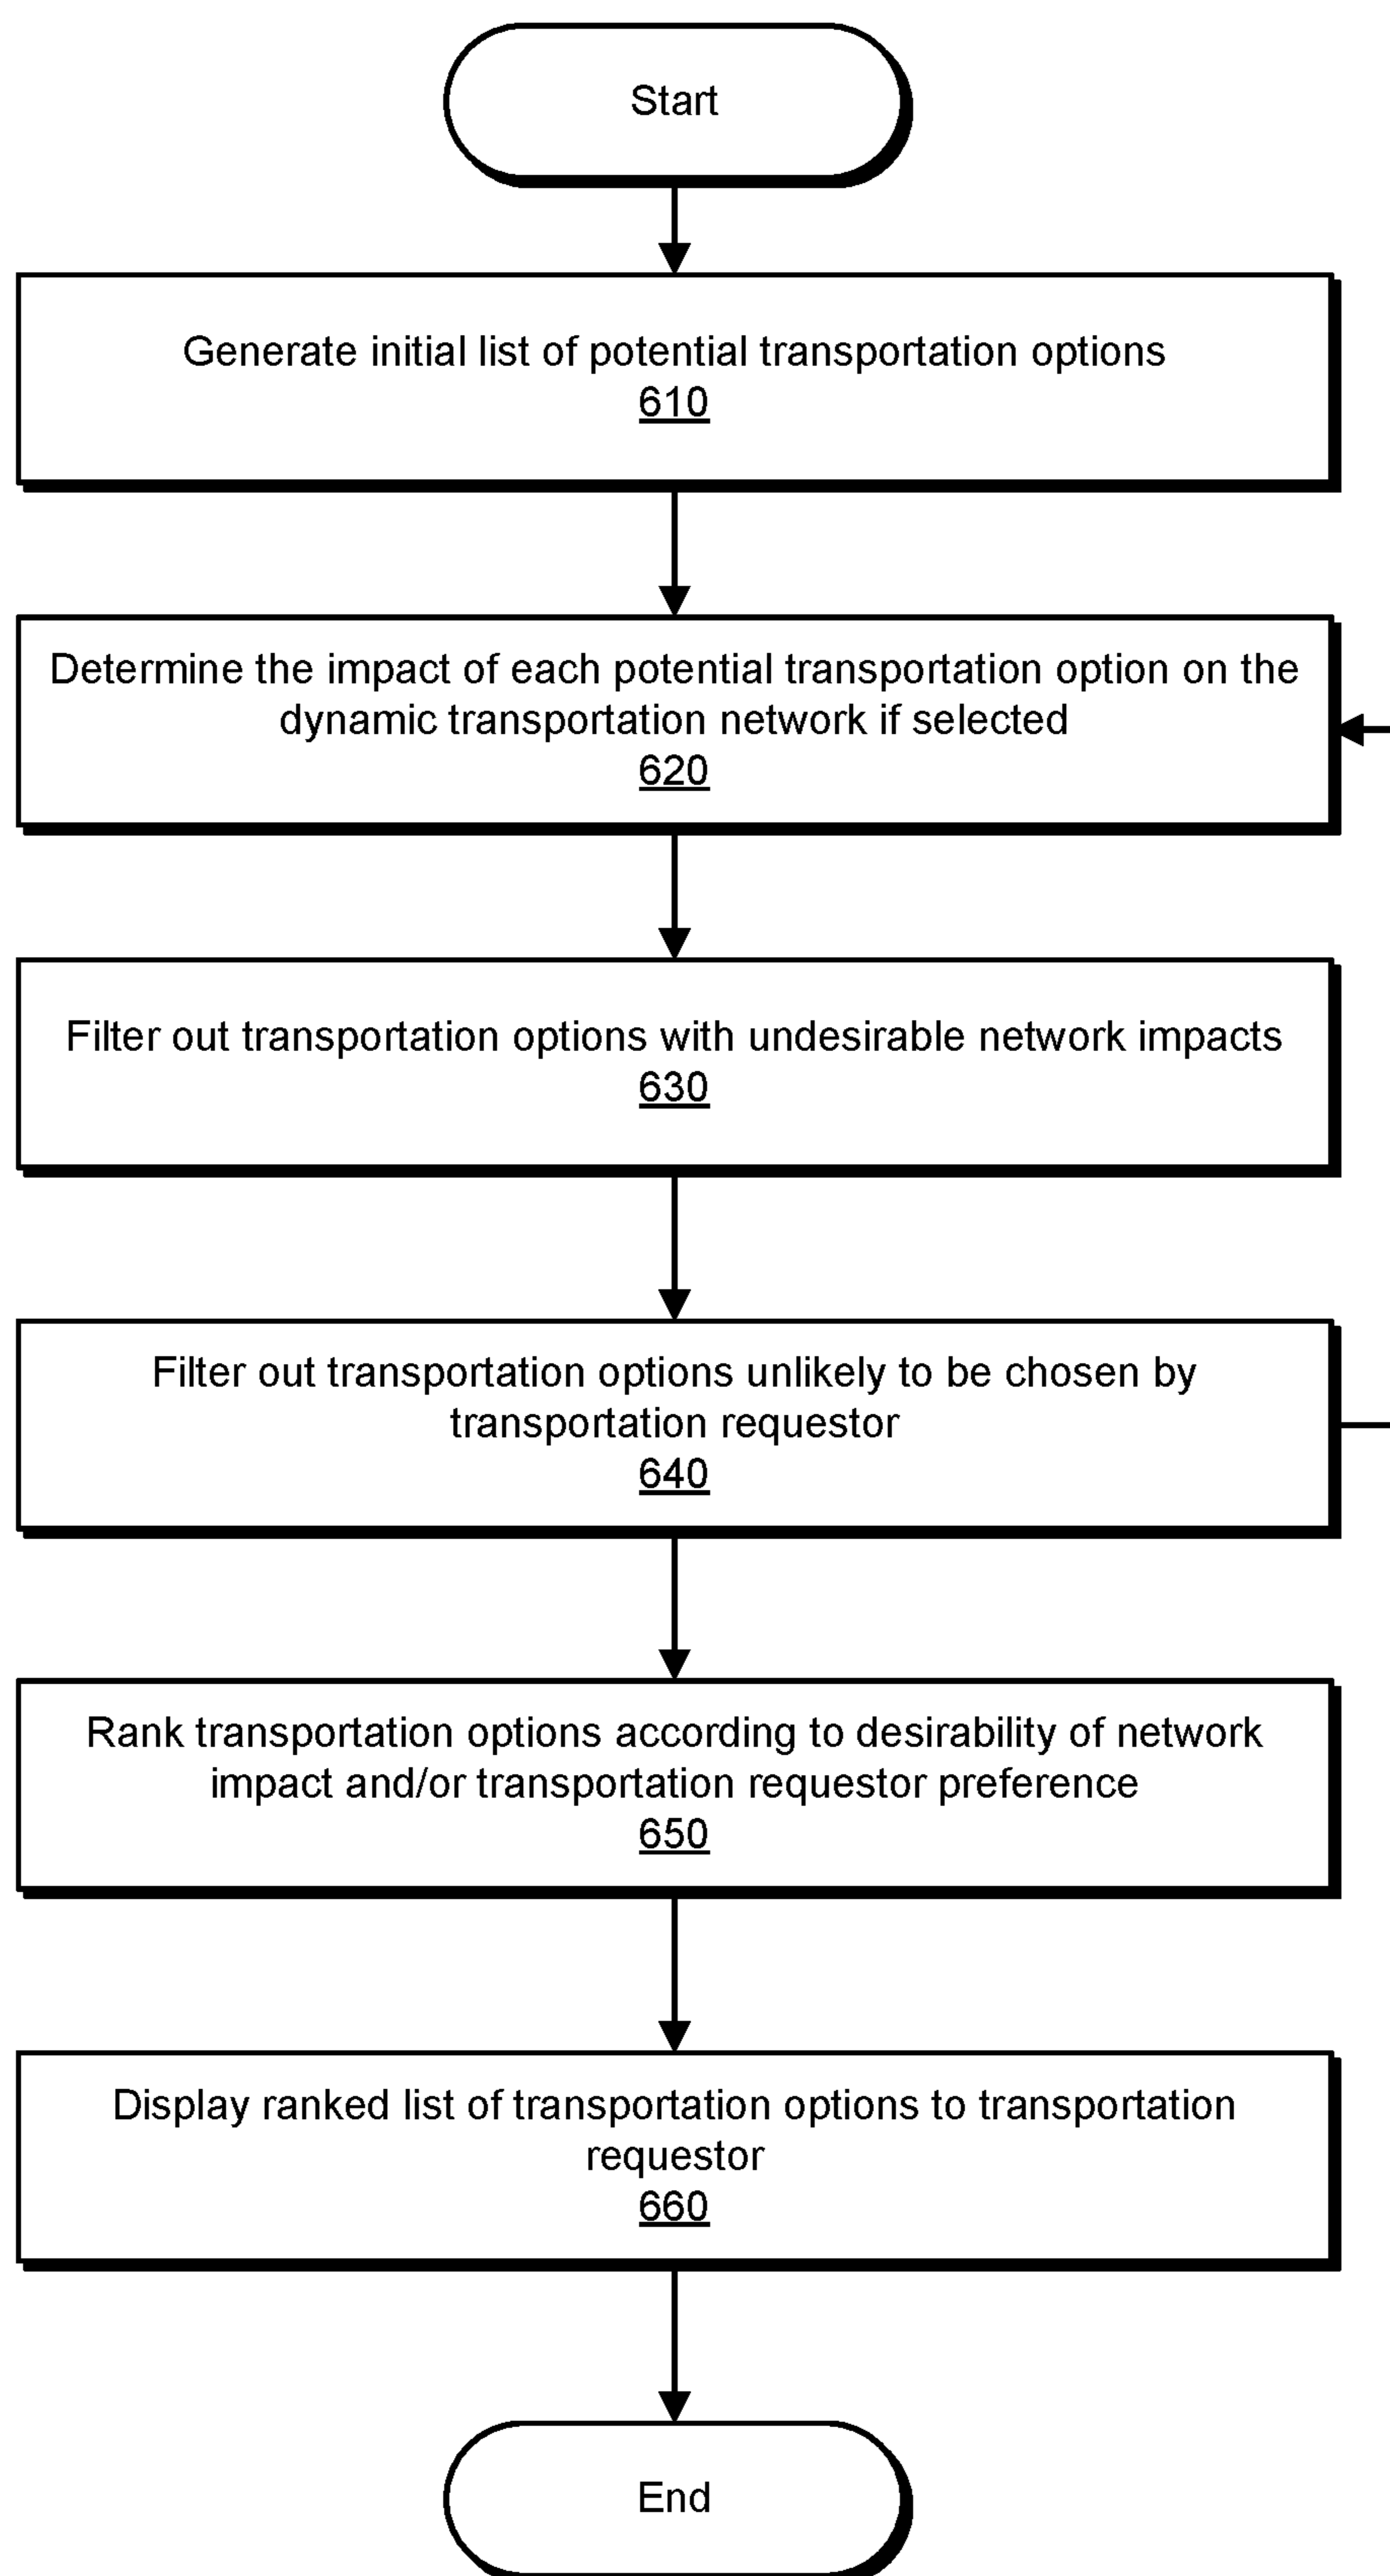 Start
Generate initial list of potential transportation options
610
Determine the impact of each potential transportation option on the
dynamic transportation network if selected
620
Filter out transportation options with undesirable network impacts
630
Filter out transportation options unlikely to be chosen by
transportation requestor
640
Rank transportation options according to desirability of network
impact and/or transportation requestor preference
650
Display ranked list of transportation options to transportation
requestor
660
End